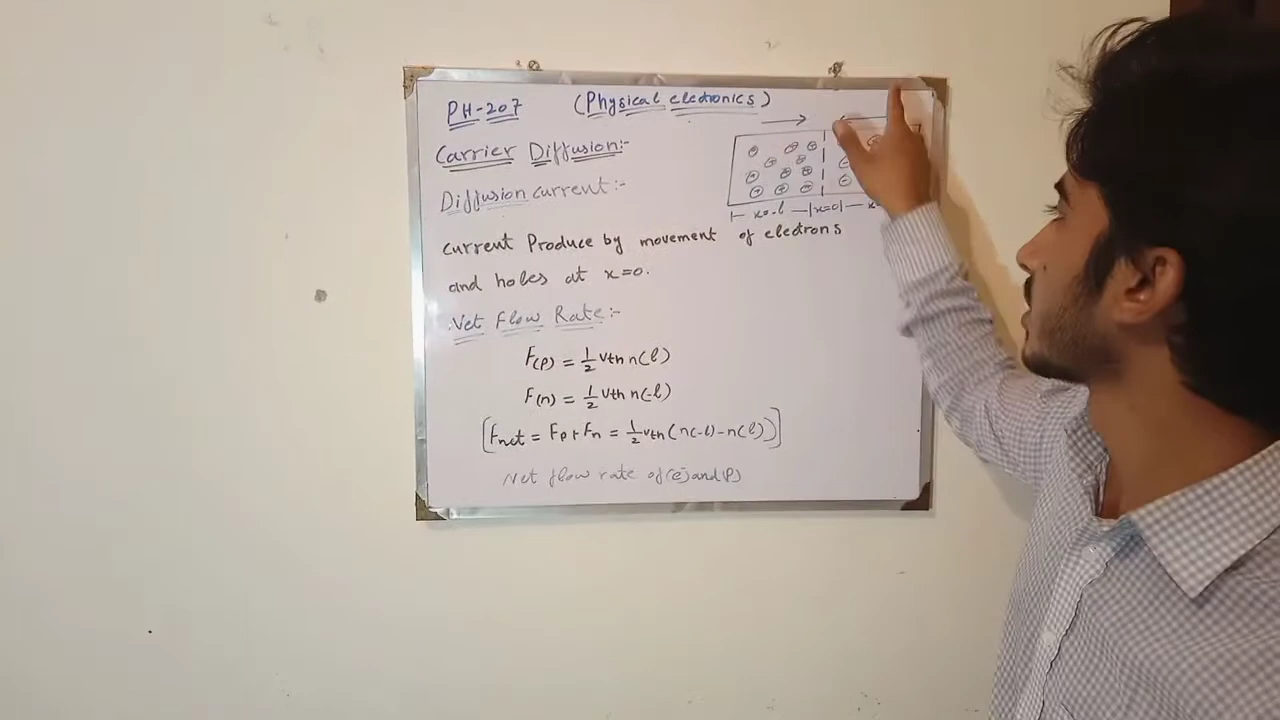 PH-207 (Physical electronics)
Carrier Diffusion:-
Diffusion current:-
x=-l x=0 x
current Produce by movement of electrons
and holes at x=0.
Net Flow Rate:-
F(p) = 1/2 vth n(l)
F(n) = 1/2 vth n(-l)
[Fnet = Fp + Fn = 1/2 vth (n(-l) - n(l))]
Net flow rate of (e-) and (P)